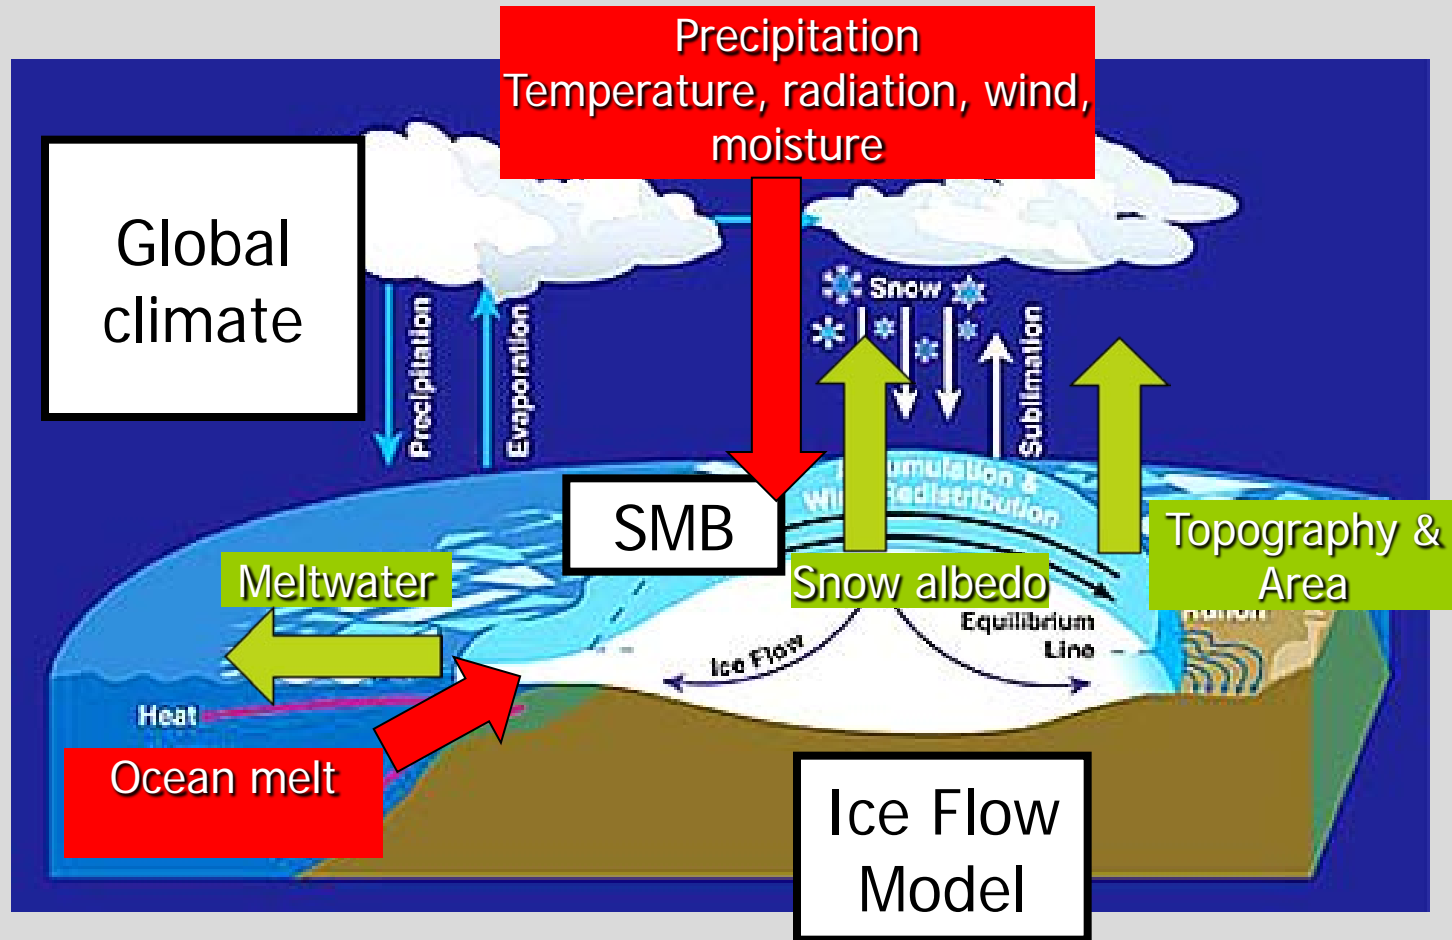 Precipitation
Temperature, radiation, wind,
moisture
Global
climate
Precipitation
Evaporation
Snow
Sublimation
&
SMB
Meltwater
Snow albedo
Topography &
Area
Equilibrium
Line
Ice Flow
Heat
Ocean melt
Ice Flow
Model